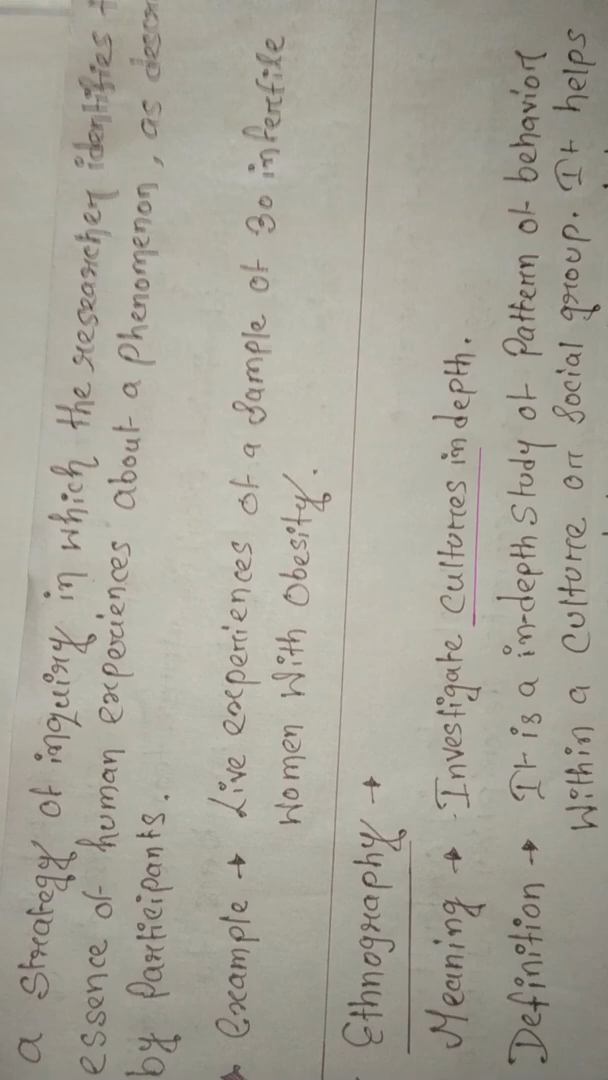 a strategy of inquiry in which the researcher identifies
essence of human experiences about a phenomenon, as
by Participants.
Example → Live experiences of a sample of 30 infertile
Women With Obesity.
Ethnography →
Meaning → Investigate cultures in depth.
Definition → It is a in-depth study of Pattern of behavior
Within a culture or social group. It helps